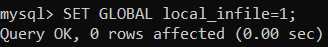 mysql> SET GLOBAL local_infile=1;
Query OK, 0 rows affected (0.00 sec)